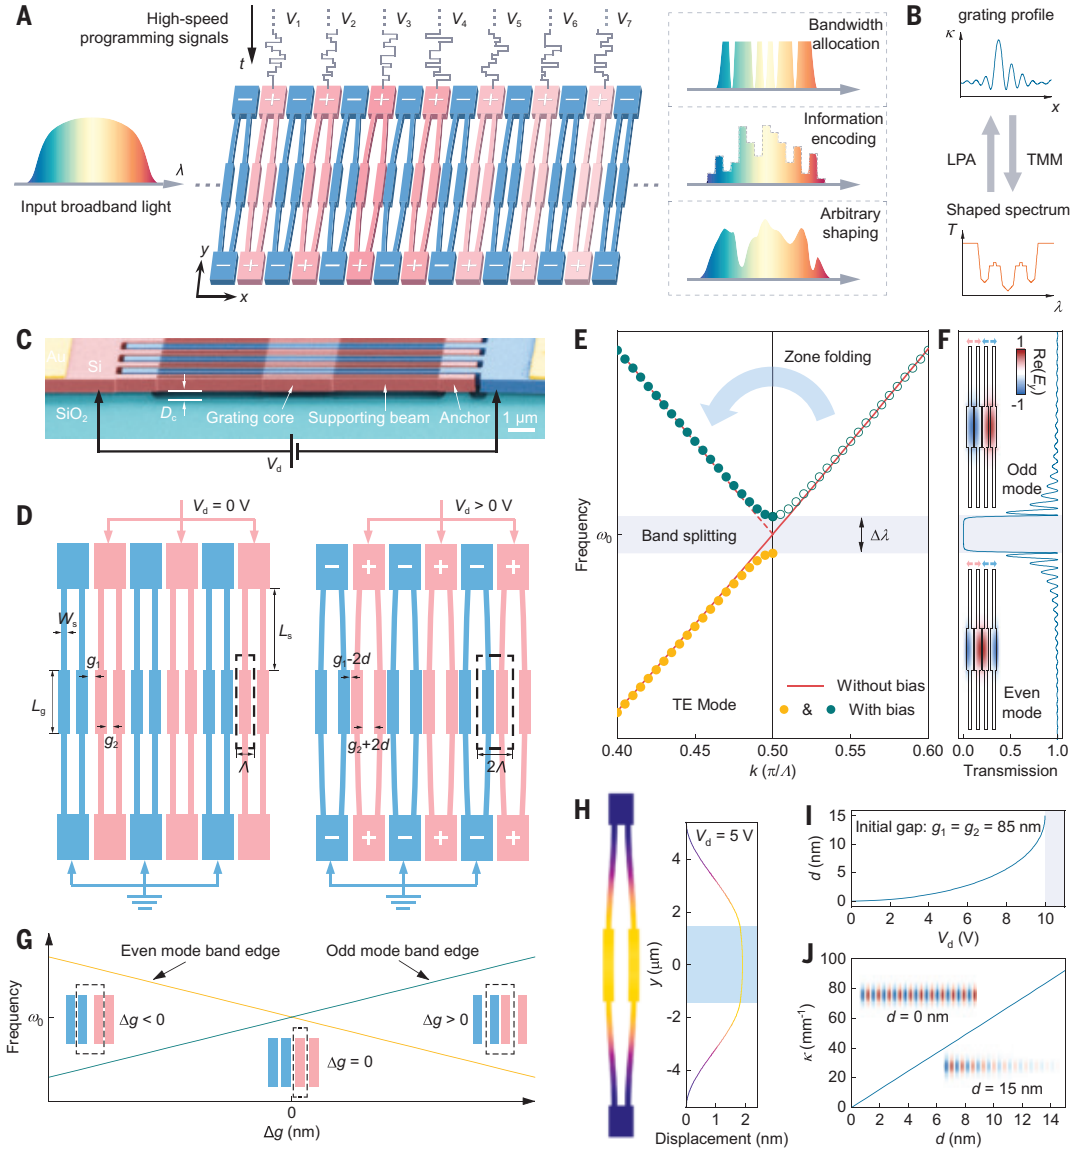 A
High-speed
programming signals
t
V1
V2
V3
V4
V5
V6
V7
λ
Input broadband light
− + − + − + − + − + − + − + −
− + − + − + − + − + − + − + −
y
x
Bandwidth
allocation
Information
encoding
Arbitrary
shaping
B
grating profile
κ
x
LPA
TMM
Shaped spectrum
T
λ
C
Au
Si
SiO2
Dc
Grating core
Supporting beam
Anchor
1 μm
Vd
D
Vd = 0 V
Vd > 0 V
− + − + − +
Ws
Ls
g1
g1-2d
Lg
g2
g2+2d
Λ
2Λ
− + − + − +
E
Zone folding
Frequency
ω0
Band splitting
Δλ
TE Mode
Without bias
&
With bias
0.40
0.45
0.50
0.55
0.60
k (π/Λ)
F
1
-1
Re(Ey)
Odd
mode
Even
mode
0.0
0.5
1.0
Transmission
G
Even mode band edge
Odd mode band edge
Frequency
ω0
Δg < 0
Δg > 0
Δg = 0
0
Δg (nm)
H
Vd = 5 V
4
2
0
-2
-4
y (μm)
0 1 2
Displacement (nm)
I
Initial gap: g1 = g2 = 85 nm
15
10
5
0
d (nm)
0 2 4 6 8 10
Vd (V)
J
100
80
60
40
20
0
κ (mm-1)
d = 0 nm
d = 15 nm
0 2 4 6 8 10 12 14
d (nm)